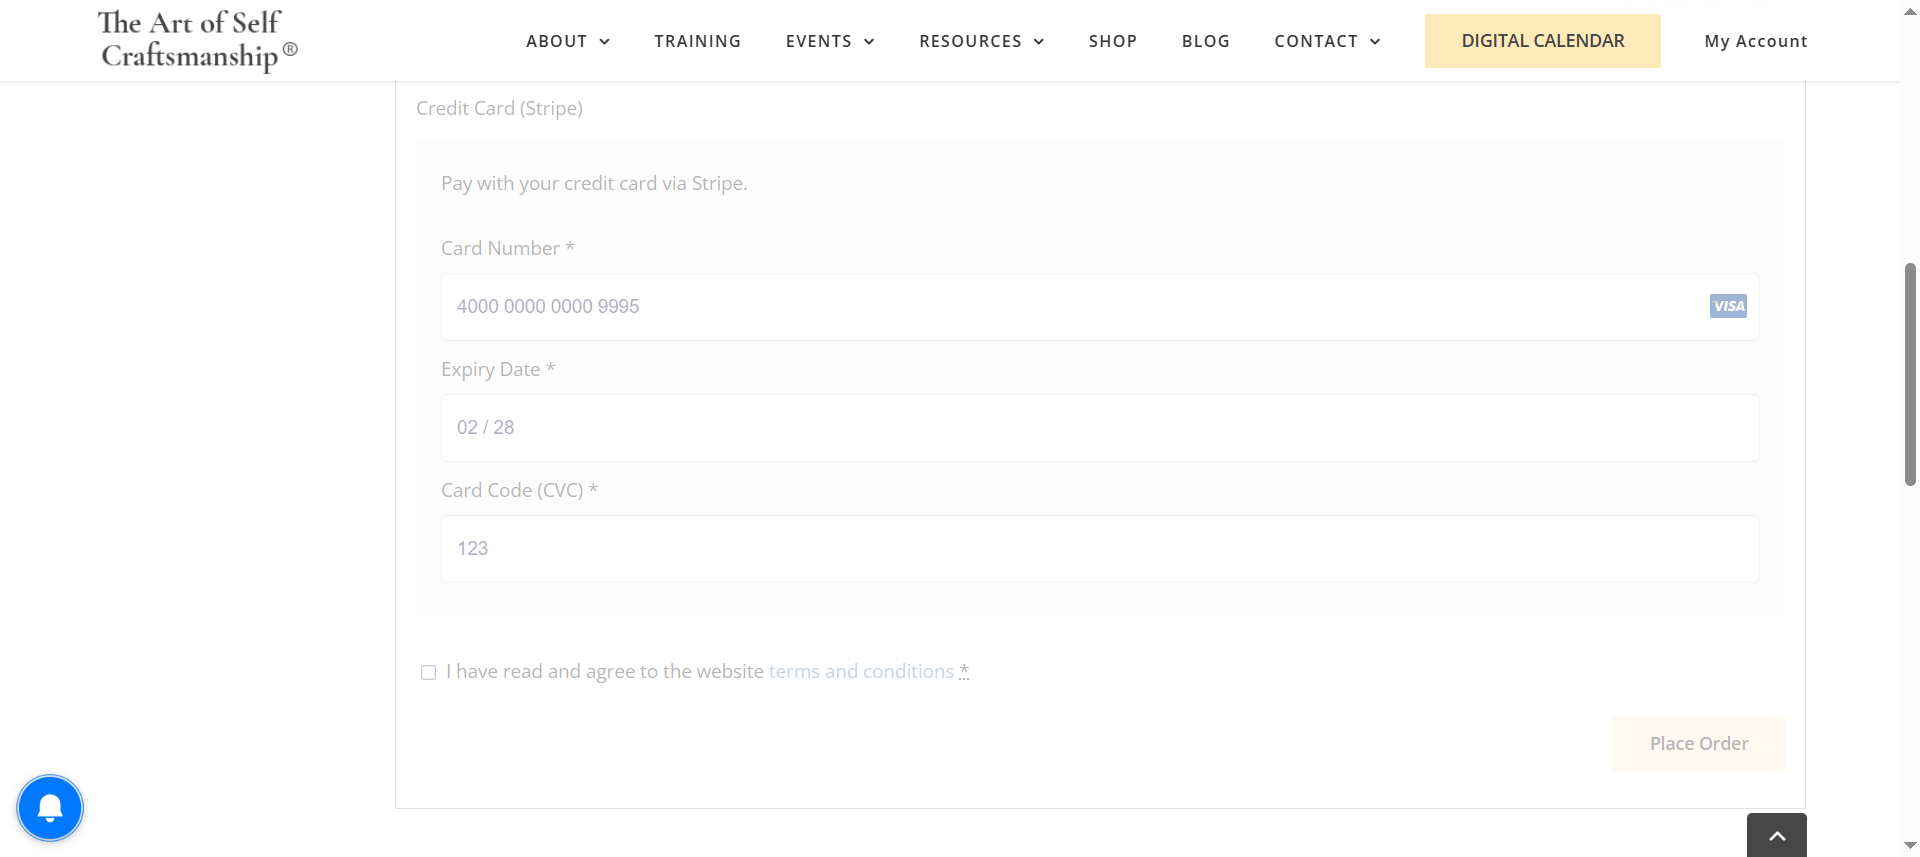 The Art of Self
Craftsmanship®
ABOUT TRAINING EVENTS RESOURCES SHOP BLOG CONTACT DIGITAL CALENDAR My Account
Credit Card (Stripe)
Pay with your credit card via Stripe.
Card Number *
4000 0000 0000 9995 VISA
Expiry Date *
02 / 28
Card Code (CVC) *
123
I have read and agree to the website terms and conditions *
Place Order